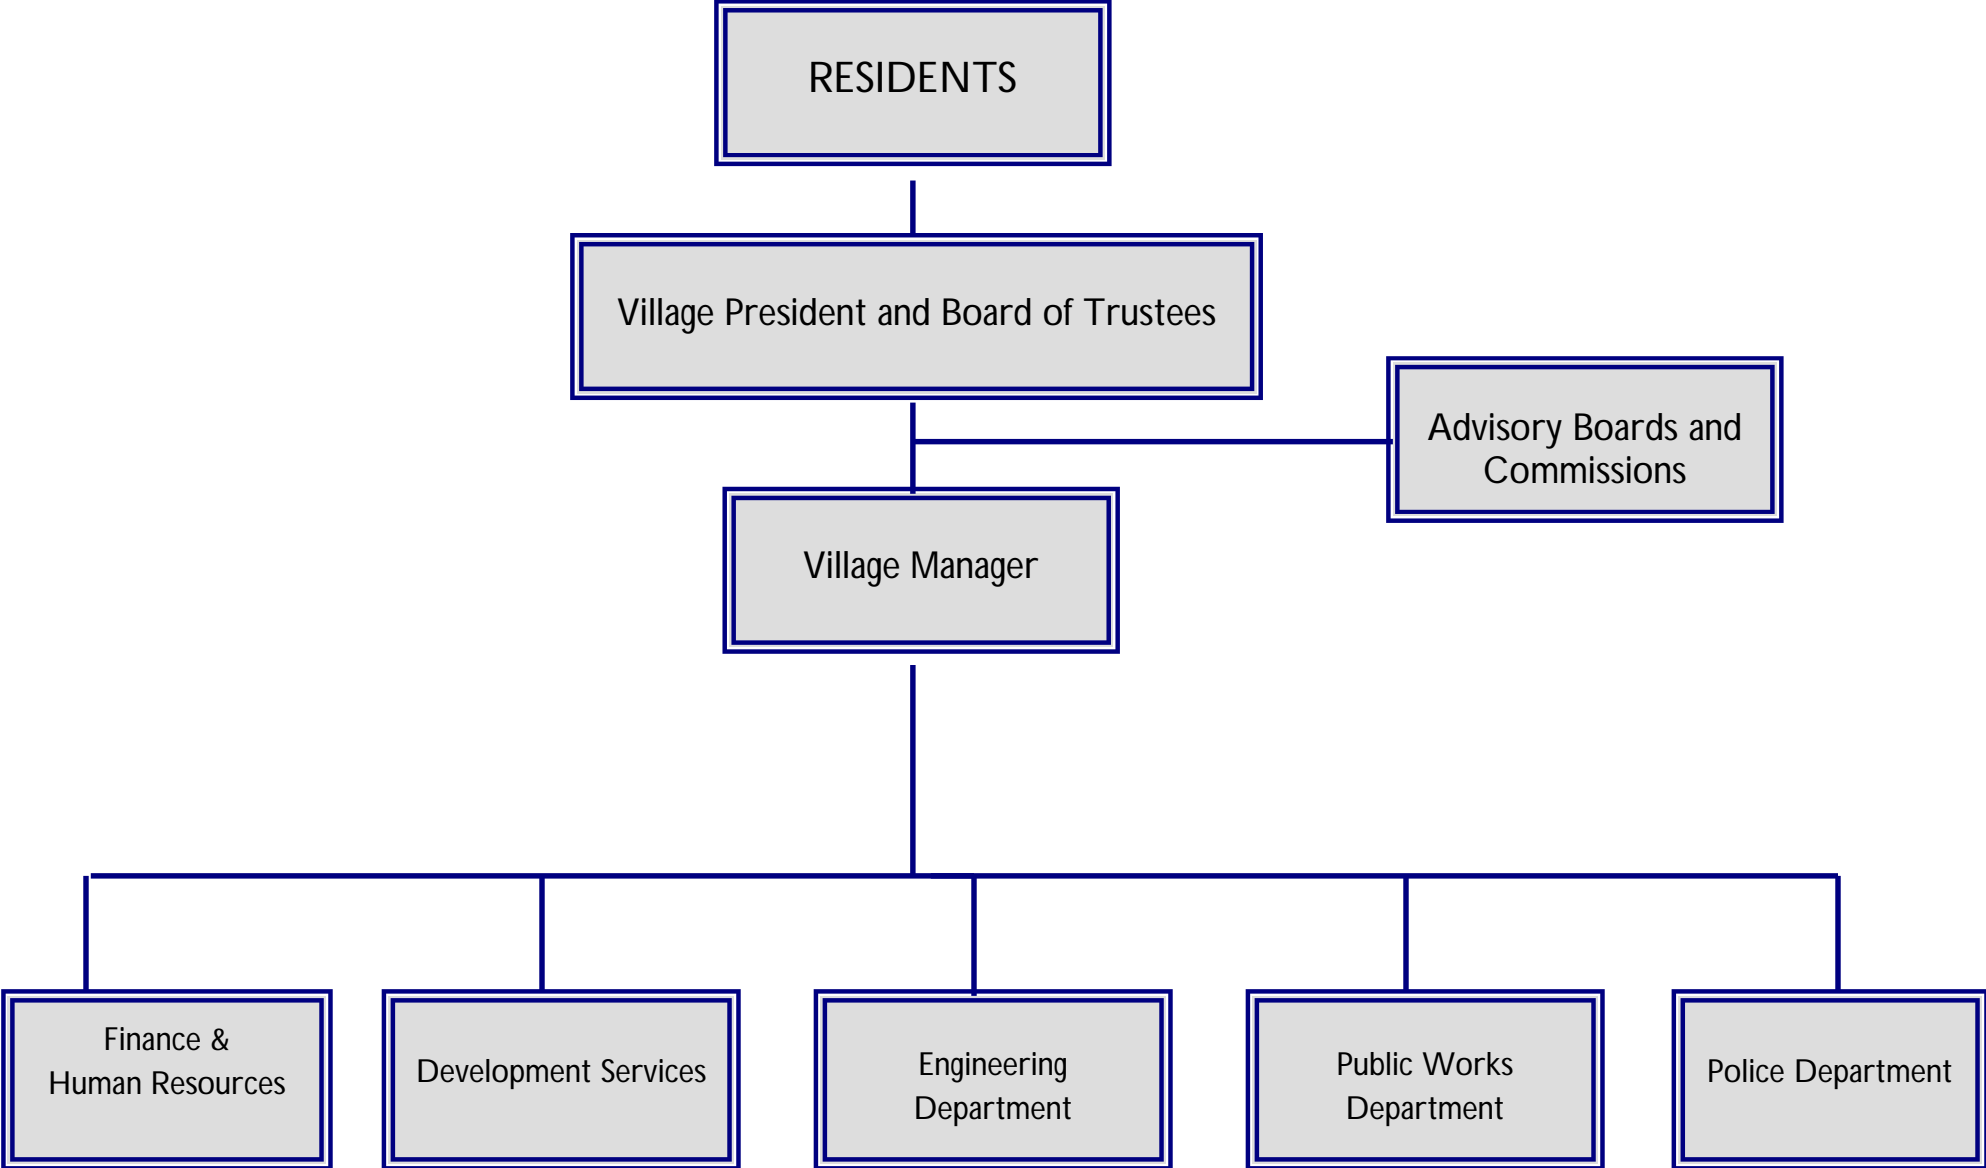 RESIDENTS
Village President and Board of Trustees
Advisory Boards and
Commissions
Village Manager
Finance &
Human Resources
Development Services
Engineering
Department
Public Works
Department
Police Department